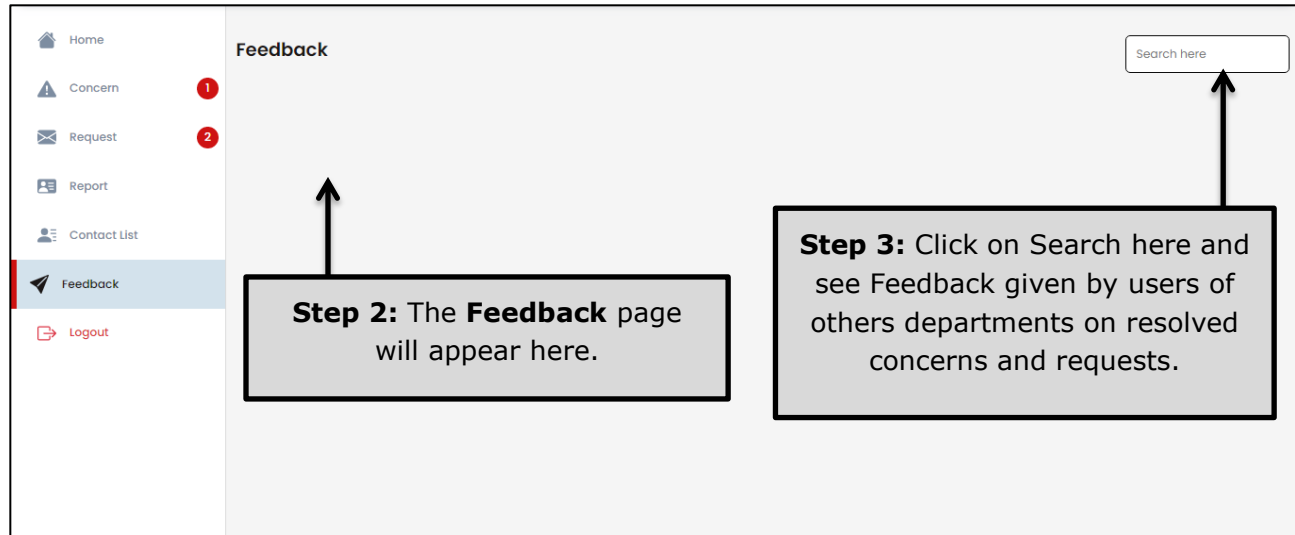 Home
Concern
1
Request
2
Report
Contact List
Feedback
Logout
Feedback
Search here
Step 2: The Feedback page
will appear here.
Step 3: Click on Search here and
see Feedback given by users of
others departments on resolved
concerns and requests.